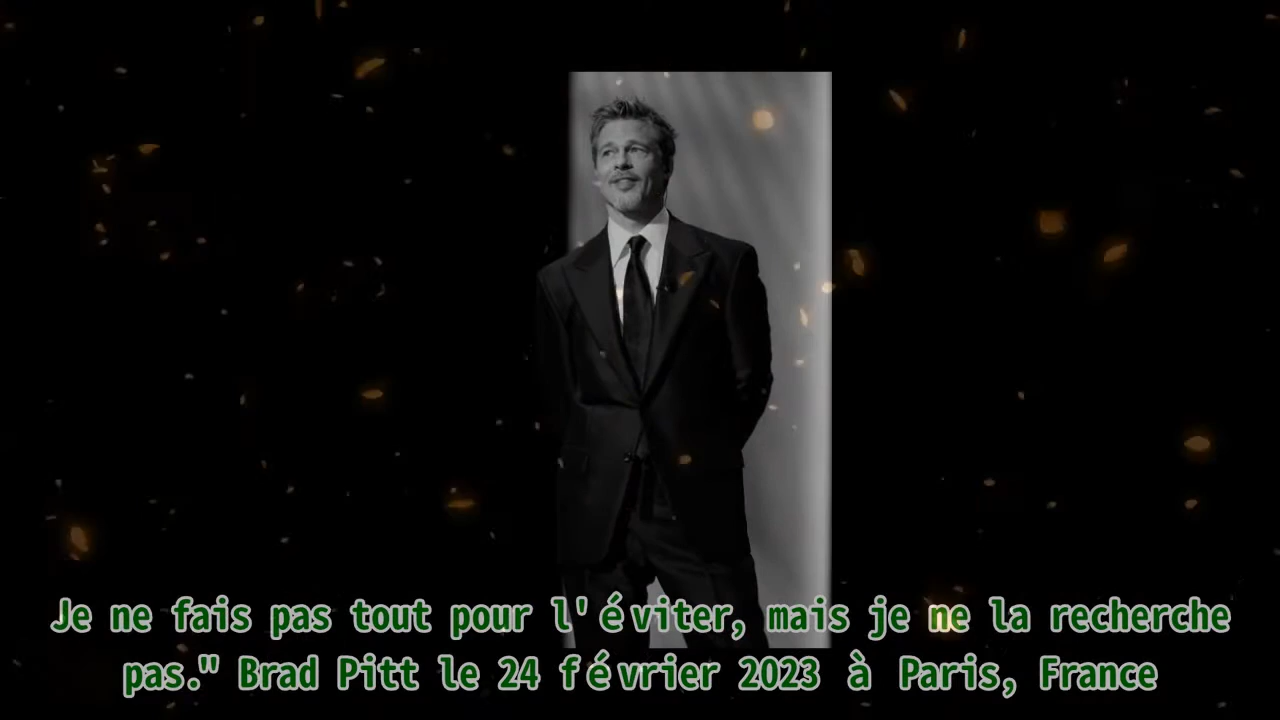 Je ne fais pas tout pour l'éviter, mais je ne la recherche
pas." Brad Pitt le 24 février 2023 à Paris, France